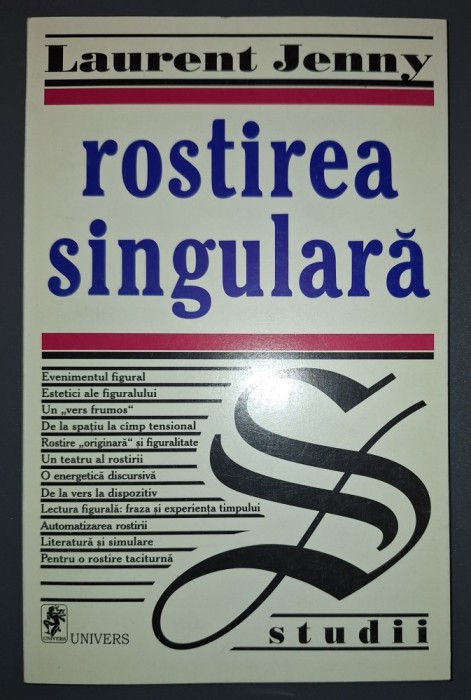 Laurent Jenny
rostirea
singulară
Evenimentul figural
Estetici ale figuralului
Un „vers frumos“
De la spațiu la cîmp tensional
Rostire „originară“ și figuralitate
Un teatru al rostirii
O energetică discursivă
De la vers la dispozitiv
Lectura figurală: fraza și experiența timpului
Automatizarea rostirii
Literatură și simulare
Pentru o rostire taciturnă
S
studii
UNIVERS
UNIVERS